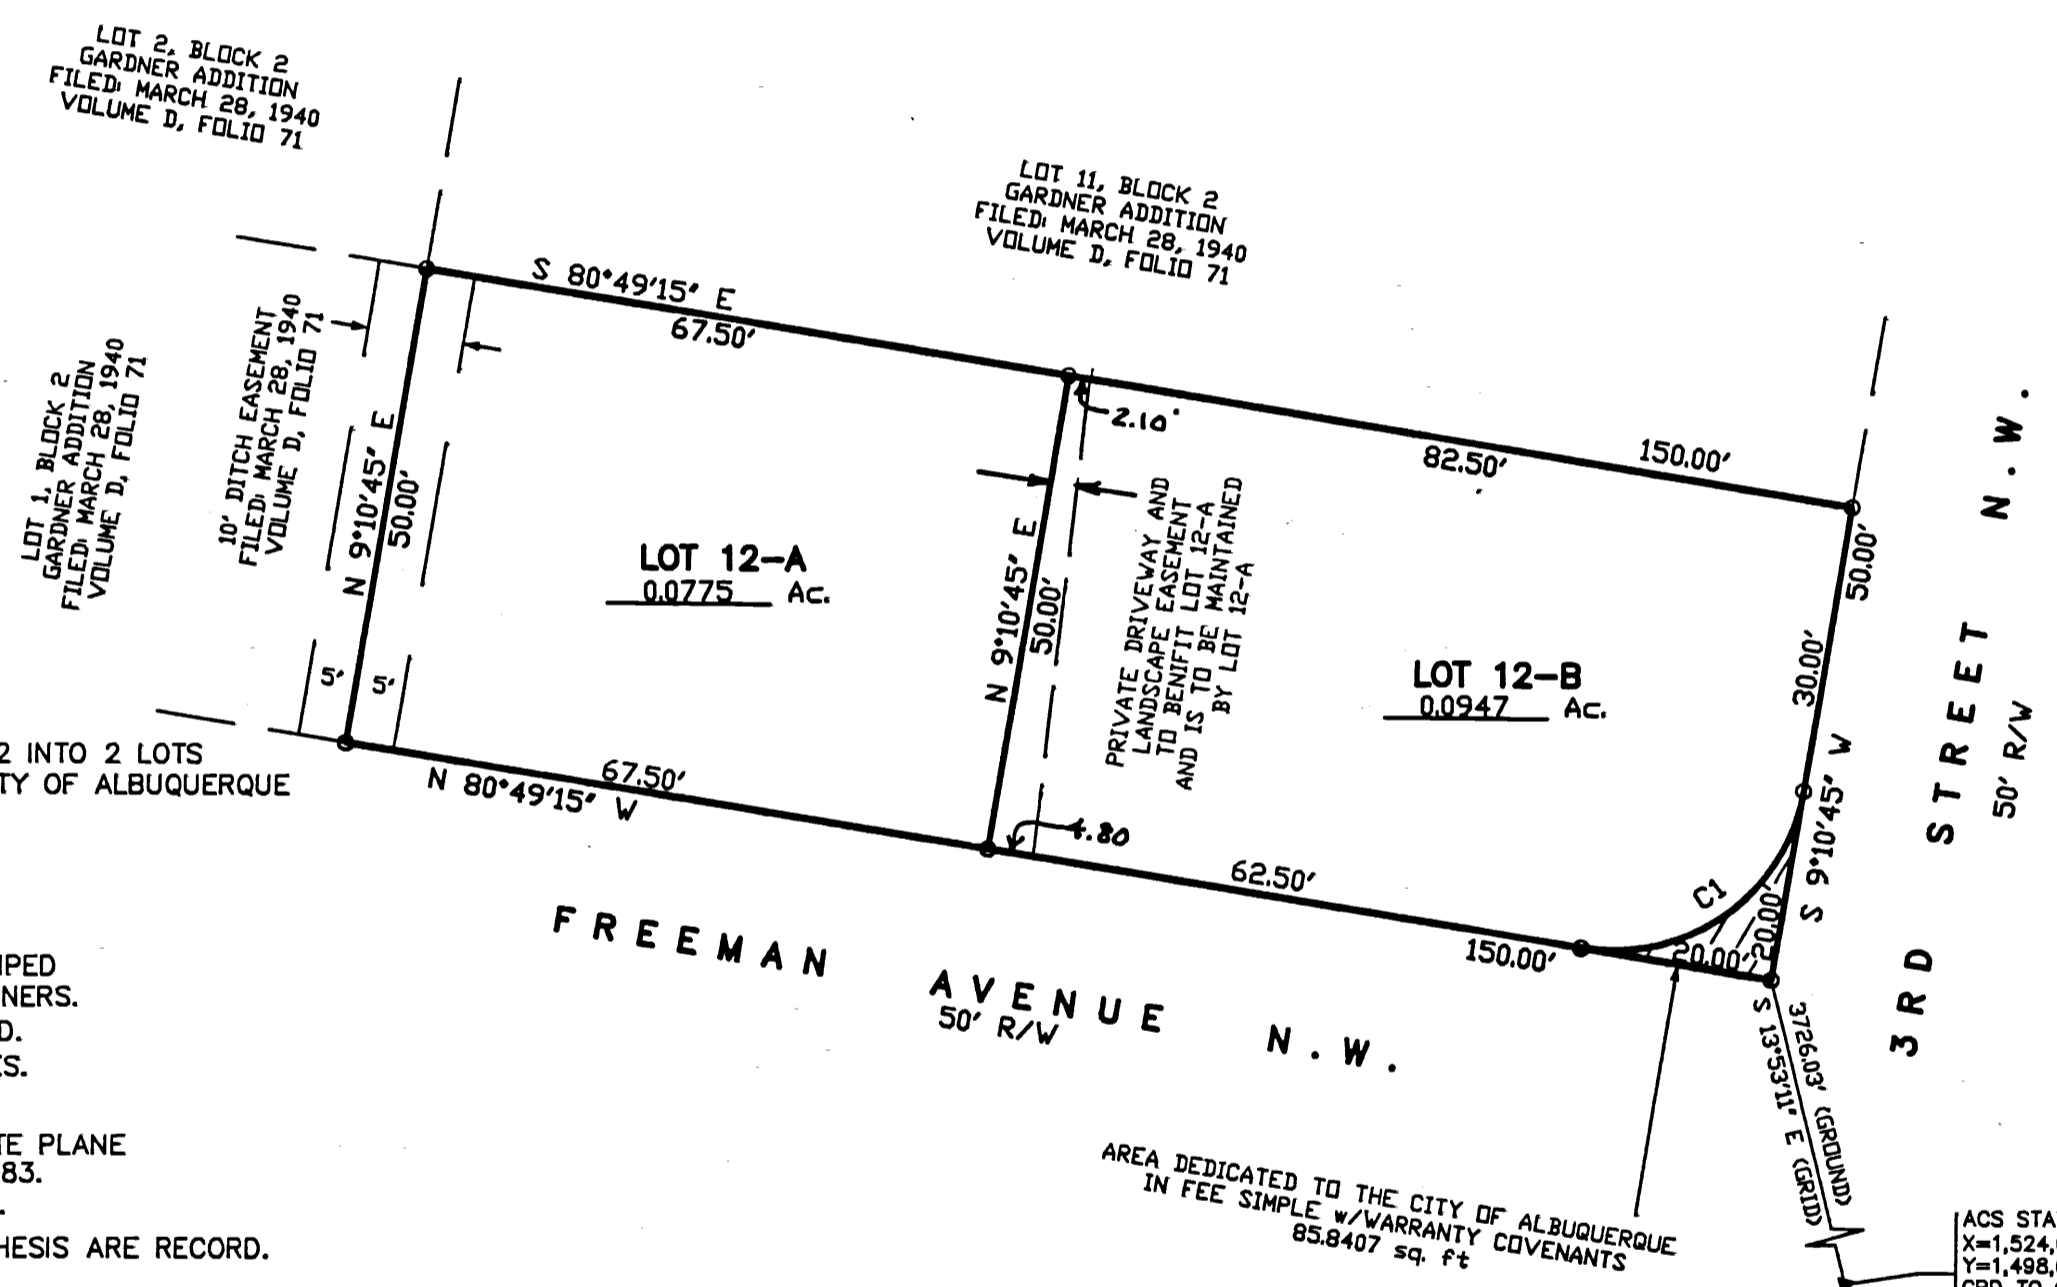 LOT 2, BLOCK 2
GARDNER ADDITION
FILED: MARCH 28, 1940
VOLUME D, FOLIO 71
LOT 11, BLOCK 2
GARDNER ADDITION
FILED: MARCH 28, 1940
VOLUME D, FOLIO 71
S 80°49'15" E
67.50'
LOT 1, BLOCK 2
GARDNER ADDITION
FILED: MARCH 28, 1940
VOLUME D, FOLIO 71
10' DITCH EASEMENT
FILED: MARCH 28, 1940
VOLUME D, FOLIO 71
N 9°10'45" E
50.00'
5'
5'
LOT 12-A
0.0775 Ac.
2.10'
82.50'
150.00'
N 9°10'45" E
50.00'
PRIVATE DRIVEWAY AND
LANDSCAPE EASEMENT
TO BENIFIT LOT 12-A
AND IS TO BE MAINTAINED
BY LOT 12-A
LOT 12-B
0.0947 Ac.
50.00'
30.00'
S 9°10'45" W
3RD STREET N.W.
50' R/W
2 INTO 2 LOTS
TY OF ALBUQUERQUE
67.50'
N 80°49'15" W
4.80
62.50'
150.00'
C1
20.00'
20.00'
FREEMAN AVENUE N.W.
50' R/W
IPED
NERS.
D.
ES.
TE PLANE
83.
HESIS ARE RECORD.
3726.03' (GROUND)
S 13°53'11" E (GRID)
AREA DEDICATED TO THE CITY OF ALBUQUERQUE
IN FEE SIMPLE w/WARRANTY COVENANTS
85.8407 sq. ft
ACS STA
X=1,524,
Y=1,498,